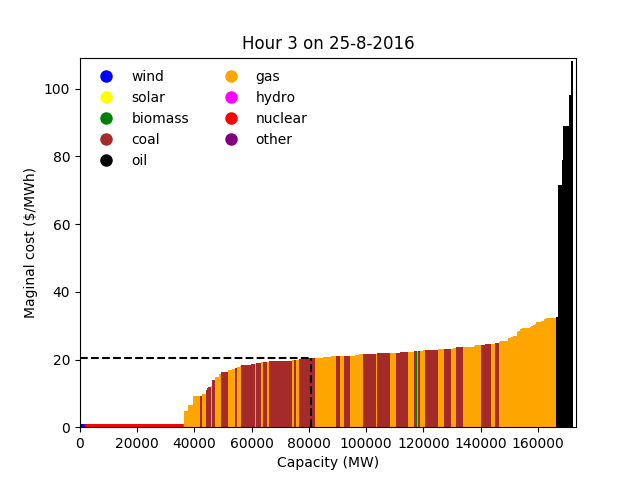 Hour 3 on 25-8-2016
wind
solar
biomass
coal
oil
gas
hydro
nuclear
other
Maginal cost ($/MWh)
100
80
60
40
20
0
0 20000 40000 60000 80000 100000 120000 140000 160000
Capacity (MW)